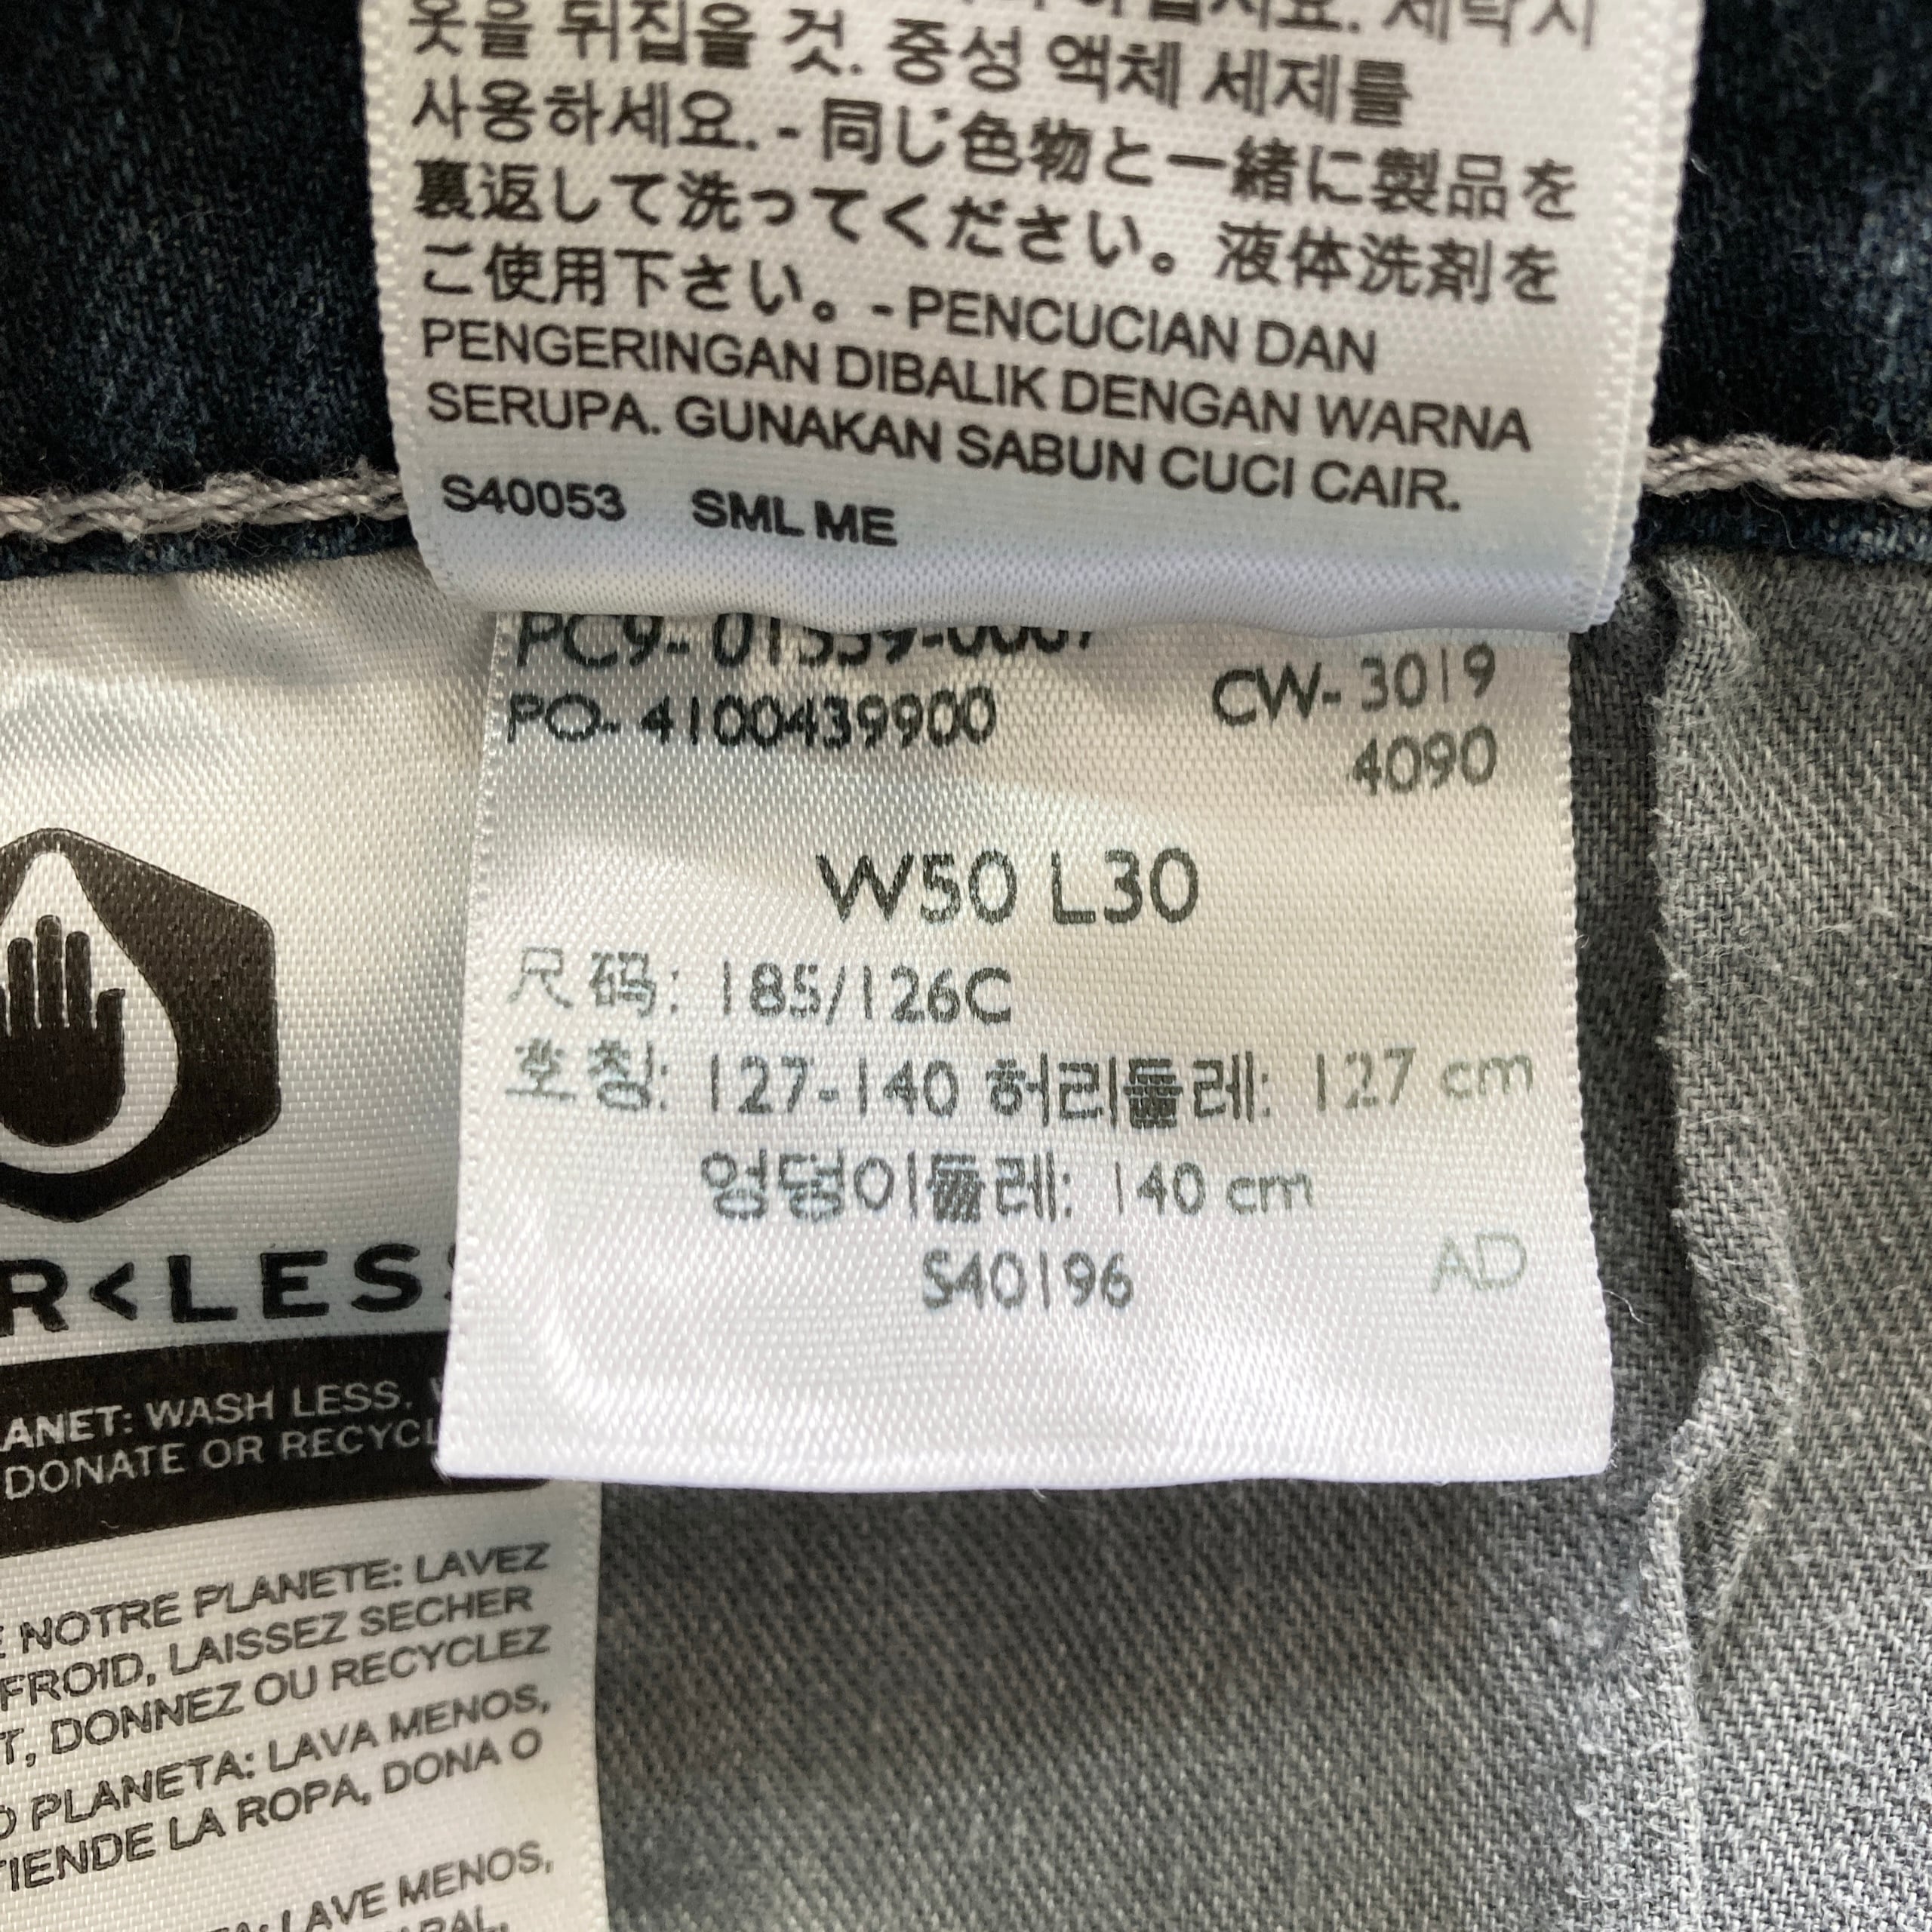 옷을 뒤집을 것. 중성 액체 세제를
사용하세요. - 同じ色物と一緒に製品を
裏返して洗ってください。液体洗剤を
ご使用下さい。- PENCUCIAN DAN
PENGERINGAN DIBALIK DENGAN WARNA
SERUPA. GUNAKAN SABUN CUCI CAIR.
S40053 SML ME
PO- 4100439900
CW- 3019
4090
W50 L30
尺码: 185/126C
호칭: 127-140 허리둘레: 127 cm
엉덩이둘레: 140 cm
S40196 AD
R<LESS
ANET: WASH LESS.
DONATE OR RECYCL
NOTRE PLANETE: LAVEZ
FROID, LAISSEZ SECHER
T, DONNEZ OU RECYCLEZ
PLANETA: LAVA MENOS,
TIENDE LA ROPA, DONA O
LAVE MENOS,